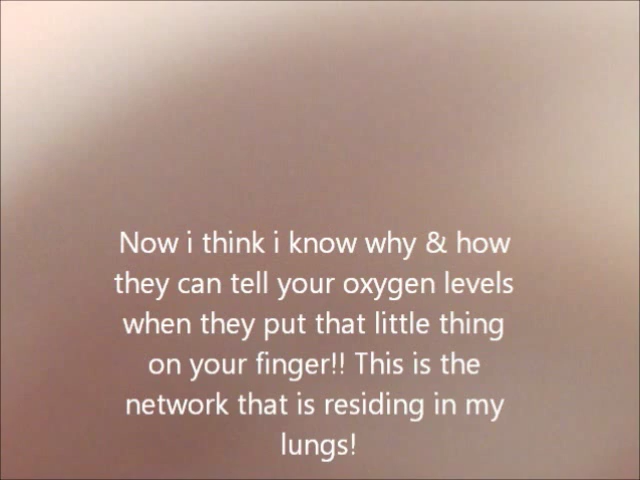 Now i think i know why & how
they can tell your oxygen levels
when they put that little thing
on your finger!! This is the
network that is residing in my
lungs!